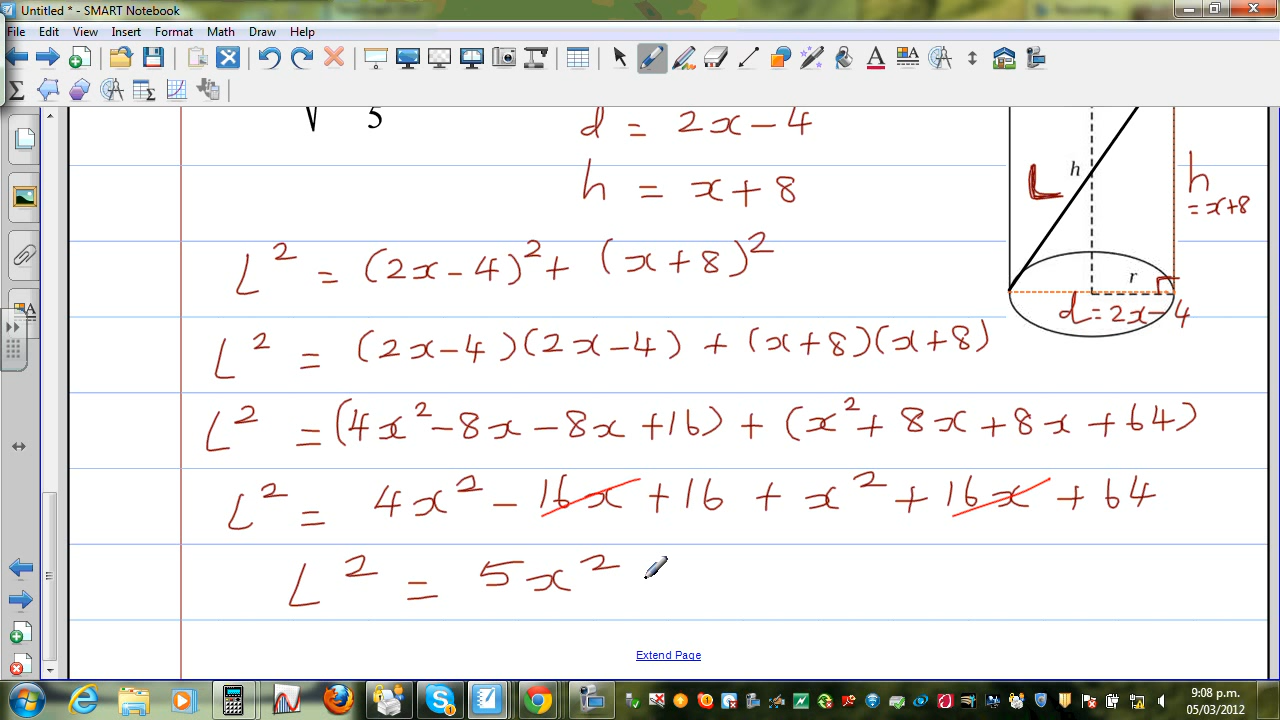 Untitled * - SMART Notebook
File Edit View Insert Format Math Draw Help
√ 5
d = 2x - 4
h = x + 8
h
L
h
= x+8
r
d = 2x - 4
L² = (2x - 4)² + (x + 8)²
L² = (2x - 4)(2x - 4) + (x + 8)(x + 8)
L² = (4x² - 8x - 8x + 16) + (x² + 8x + 8x + 64)
L² = 4x² - 16x + 16 + x² + 16x + 64
L² = 5x²
Extend Page
9:08 p.m.
05/03/2012